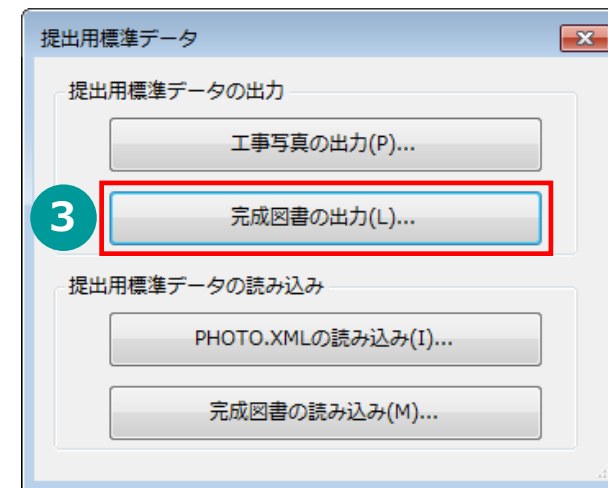 提出用標準データ
提出用標準データの出力
工事写真の出力(P)...
3
完成図書の出力(L)...
提出用標準データの読み込み
PHOTO.XMLの読み込み(I)...
完成図書の読み込み(M)...